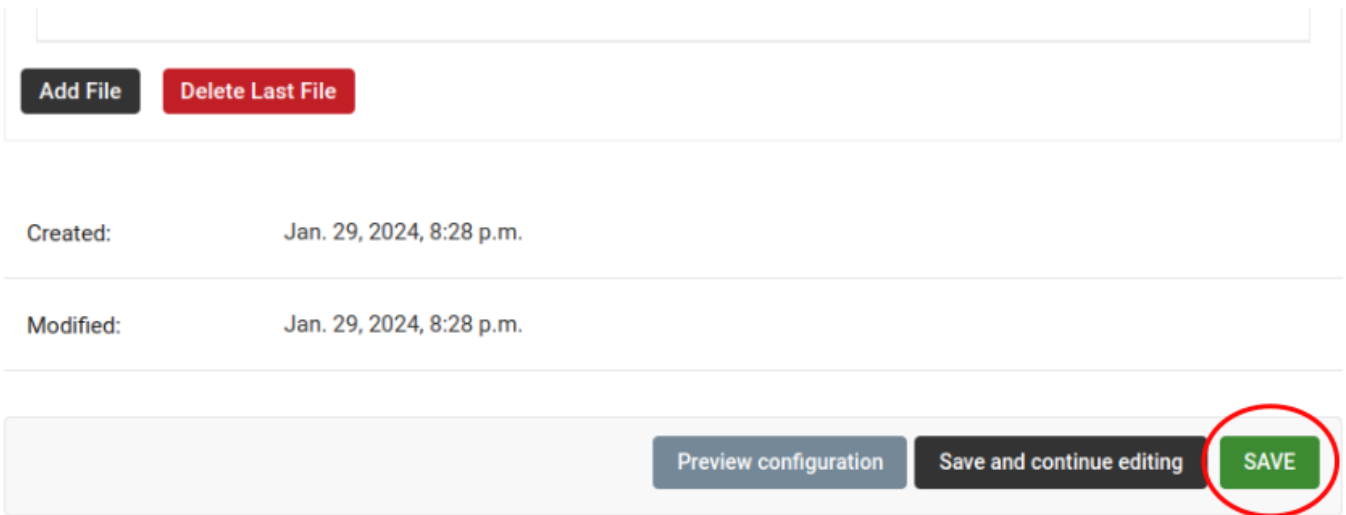 Add File Delete Last File
Created: Jan. 29, 2024, 8:28 p.m.
Modified: Jan. 29, 2024, 8:28 p.m.
Preview configuration Save and continue editing SAVE